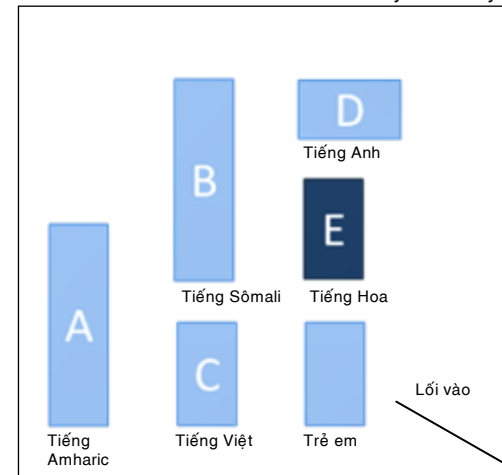 D
Tiếng Anh
B
E
Tiếng Sômali
Tiếng Hoa
A
C
Lối vào
Tiếng
Amharic
Tiếng Việt
Trẻ em